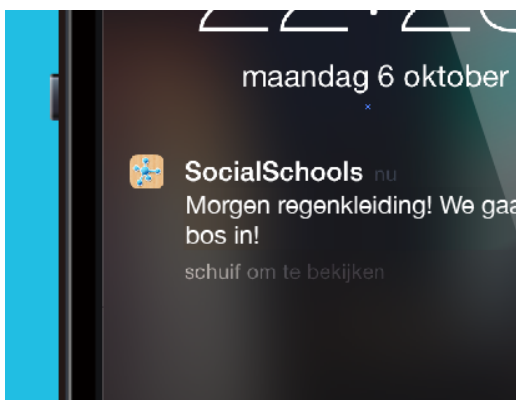 maandag 6 oktober
SocialSchools nu
Morgen regenkleiding! We gaa
bos in!
schuif om te bekijken